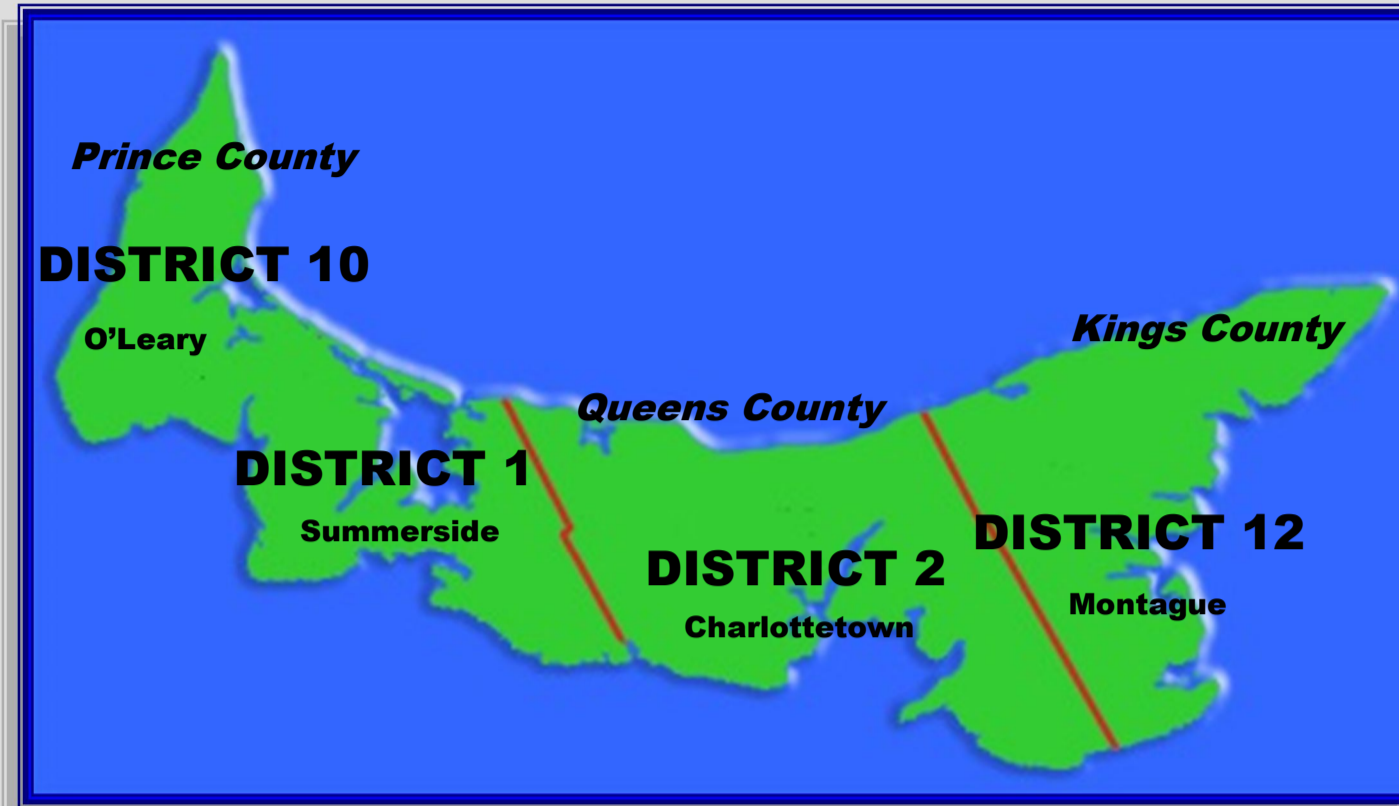 Prince County
DISTRICT 10
O’Leary
Kings County
Queens County
DISTRICT 1
Summerside
DISTRICT 2
Charlottetown
DISTRICT 12
Montague